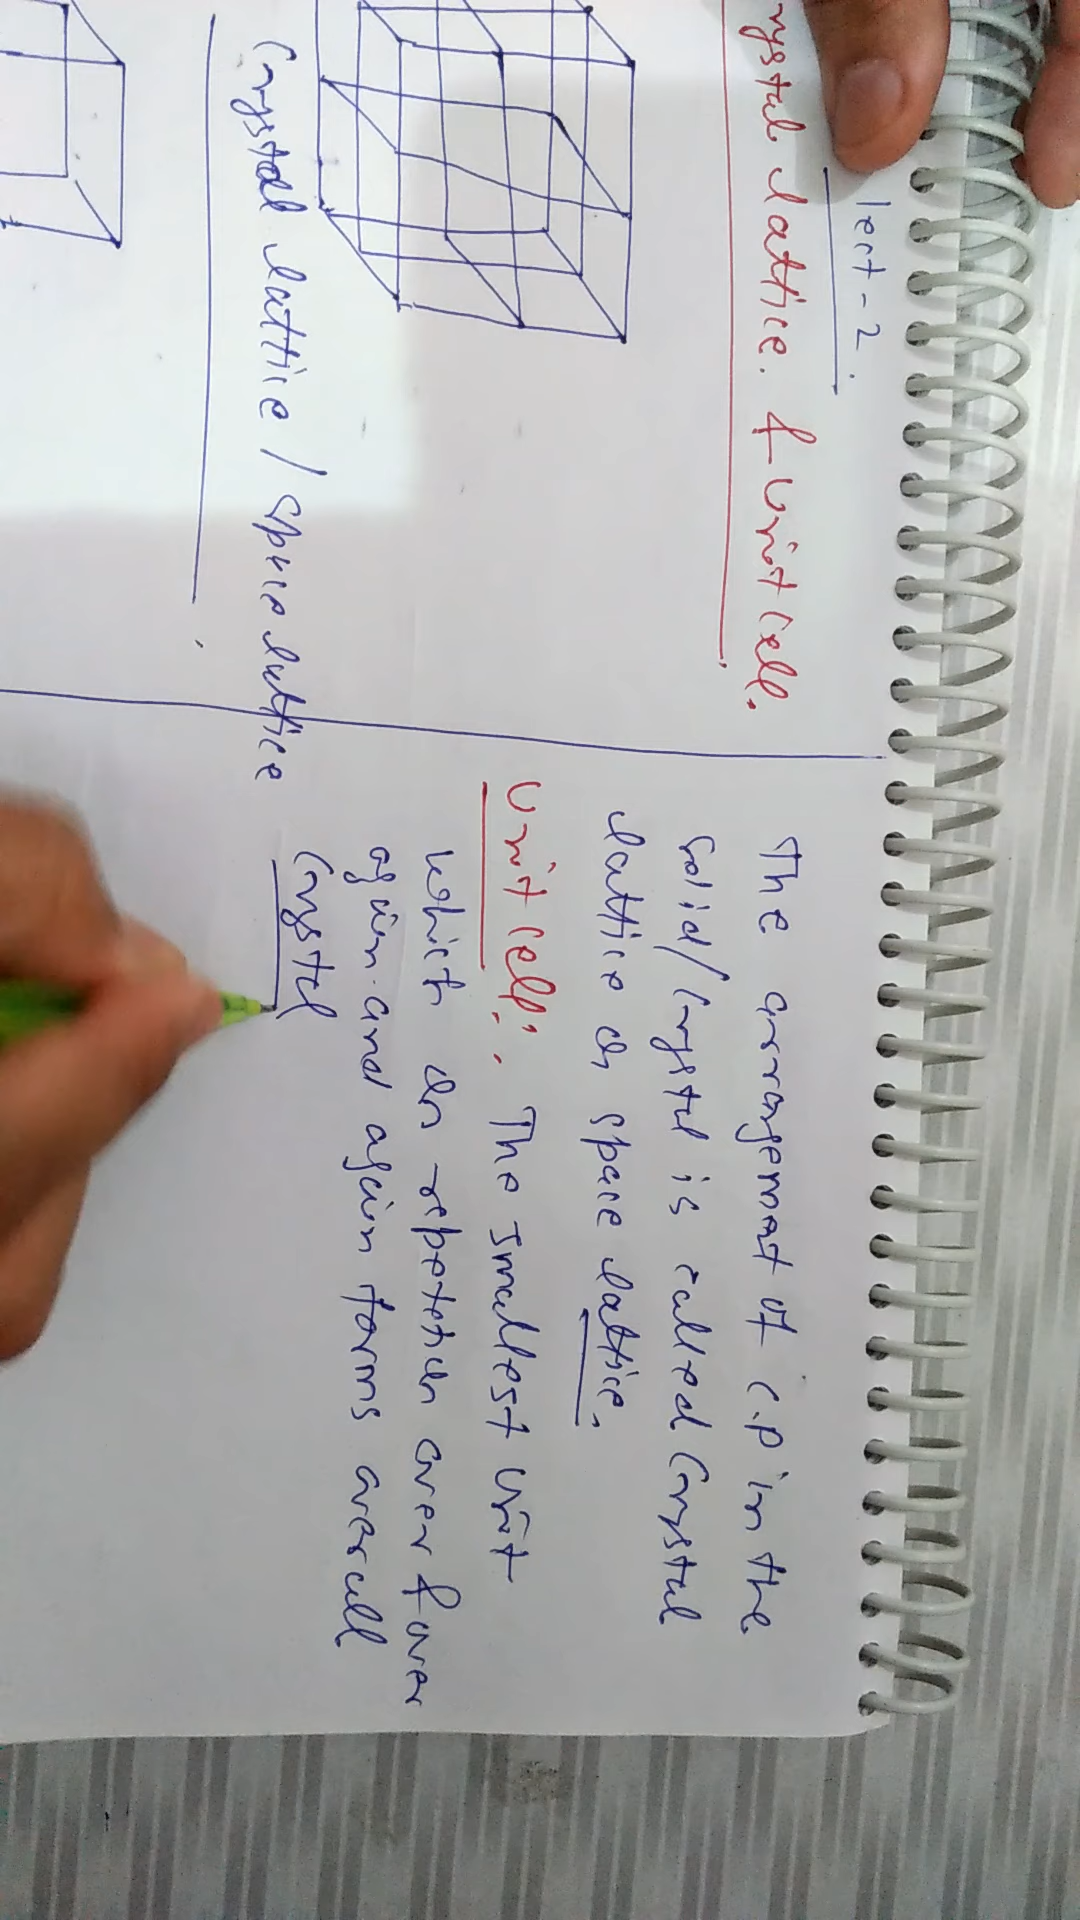 lect-2.
rystal lattice. & Unit Cell.
Crystal lattice / space lattice
The arrangemat of C.P in the
solid/Crystal is called Crystal
lattice or space lattice.
Unit Cell:. The smallest unit
which on repetein over & over
again and again forms overall
Crystal